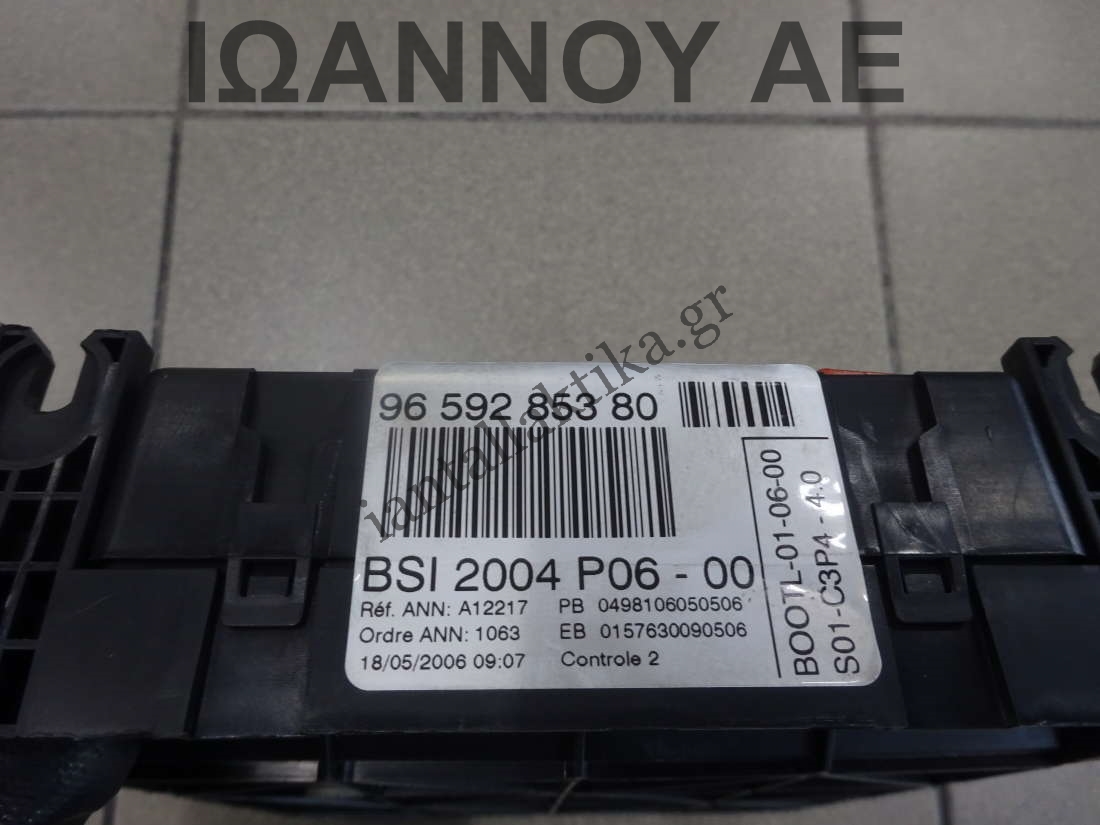 ΙΩΑΝΝΟΥ ΑΕ
iantallaktika.gr
96 592 853 80
BSI 2004 P06 - 00
Réf. ANN: A12217 PB 0498106050506
Ordre ANN: 1063 EB 0157630090506
18/05/2006 09:07 Controle 2
BOOTL-01-06-00
S01-C3P4 - 4.0